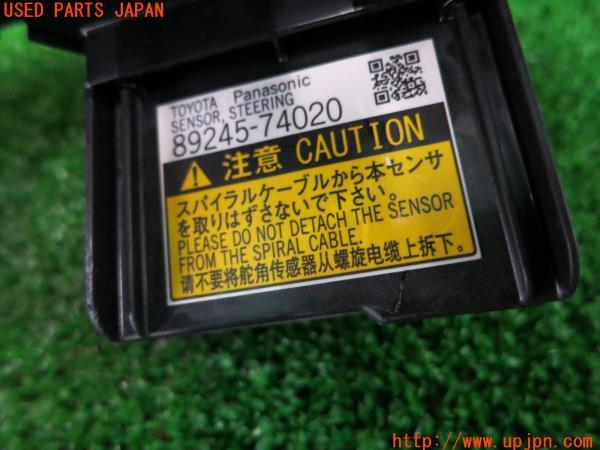 USED PARTS JAPAN
TOYOTA Panasonic
SENSOR, STEERING
89245-74020
注意 CAUTION
スパイラルケーブルから本センサ
を取りはずさないで下さい。
PLEASE DO NOT DETACH THE SENSOR
FROM THE SPIRAL CABLE.
请不要将舵角传感器从螺旋电缆上拆下。
http://www.upjpn.com/